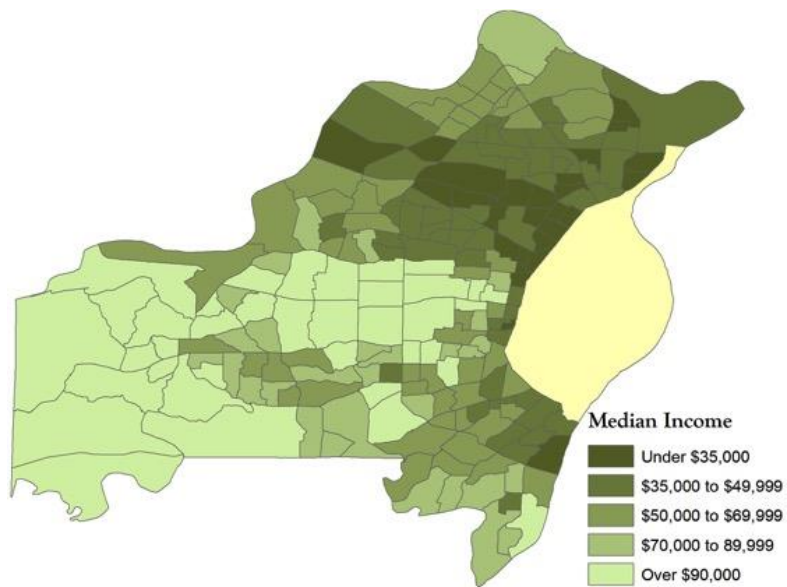 Median Income
Under $35,000
$35,000 to $49,999
$50,000 to $69,999
$70,000 to 89,999
Over $90,000